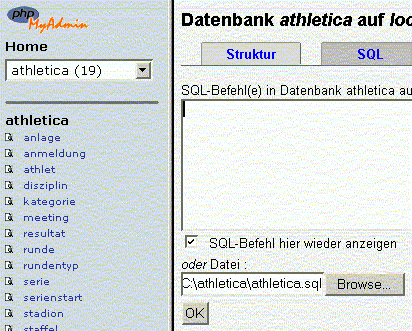 php
MyAdmin
Home
athletica (19)
athletica
anlage
anmeldung
athlet
disziplin
kategorie
meeting
resultat
runde
rundentyp
serie
serienstart
stadion
staffel
Datenbank athletica auf loc
Struktur
SQL
SQL-Befehl(e) in Datenbank athletica au
SQL-Befehl hier wieder anzeigen
oder Datei :
C:\athletica\athletica.sql
Browse...
OK